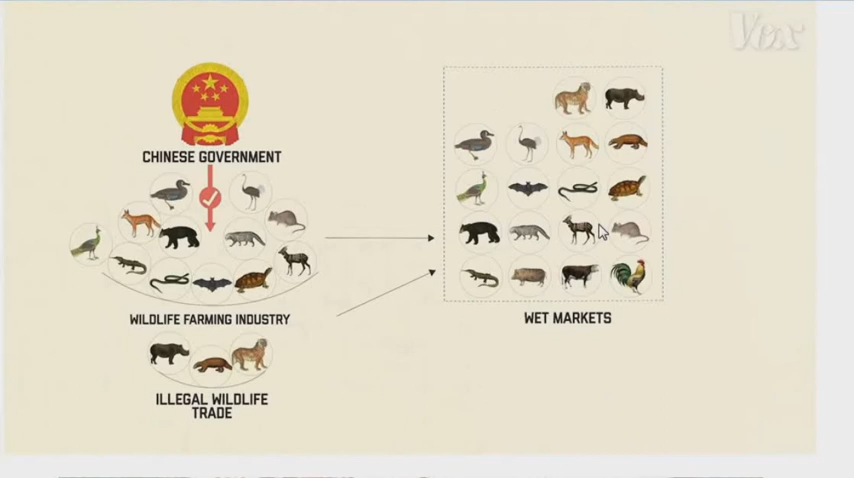 Vox
CHINESE GOVERNMENT
WILDLIFE FARMING INDUSTRY
WET MARKETS
ILLEGAL WILDLIFE
TRADE